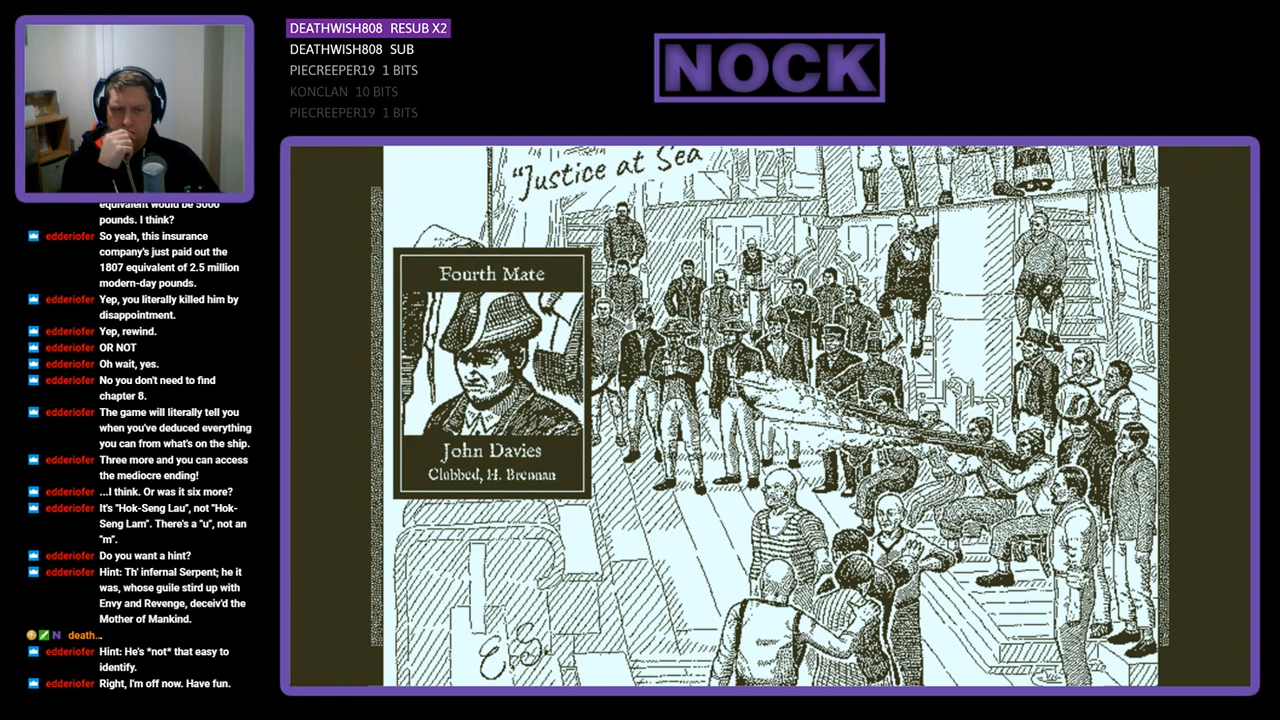 DEATHWISH808 RESUB X2
DEATHWISH808 SUB
PIECREEPER19 1 BITS
KONCLAN 10 BITS
PIECREEPER19 1 BITS
NOCK
equivalent would be 5000
pounds. I think?
edderiofer So yeah, this insurance
company's just paid out the
1807 equivalent of 2.5 million
modern-day pounds.
edderiofer Yep, you literally killed him by
disappointment.
edderiofer Yep, rewind.
edderiofer OR NOT
edderiofer Oh wait, yes.
edderiofer No you don't need to find
chapter 8.
edderiofer The game will literally tell you
when you've deduced everything
you can from what's on the ship.
edderiofer Three more and you can access
the mediocre ending!
edderiofer ...I think. Or was it six more?
edderiofer It's "Hok-Seng Lau", not "Hok-
Seng Lam". There's a "u", not an
"m".
edderiofer Do you want a hint?
edderiofer Hint: Th' infernal Serpent; he it
was, whose guile stird up with
Envy and Revenge, deceiv'd the
Mother of Mankind.
N death...
edderiofer Hint: He's *not* that easy to
identify.
edderiofer Right, I'm off now. Have fun.
"Justice at Sea
Fourth Mate
John Davies
Clubbed, H. Brennan